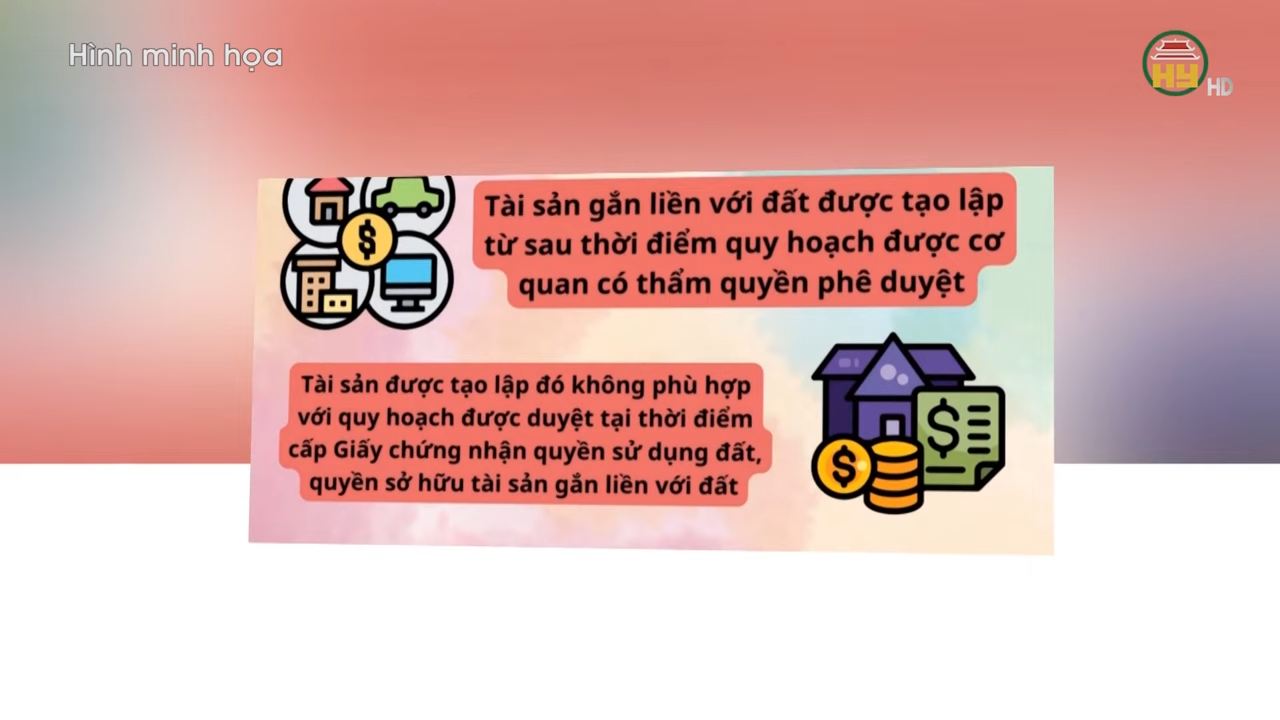 Hình minh họa
HY
HD
Tài sản gắn liền với đất được tạo lập
từ sau thời điểm quy hoạch được cơ
quan có thẩm quyền phê duyệt
Tài sản được tạo lập đó không phù hợp
với quy hoạch được duyệt tại thời điểm
cấp Giấy chứng nhận quyền sử dụng đất,
quyền sở hữu tài sản gắn liền với đất